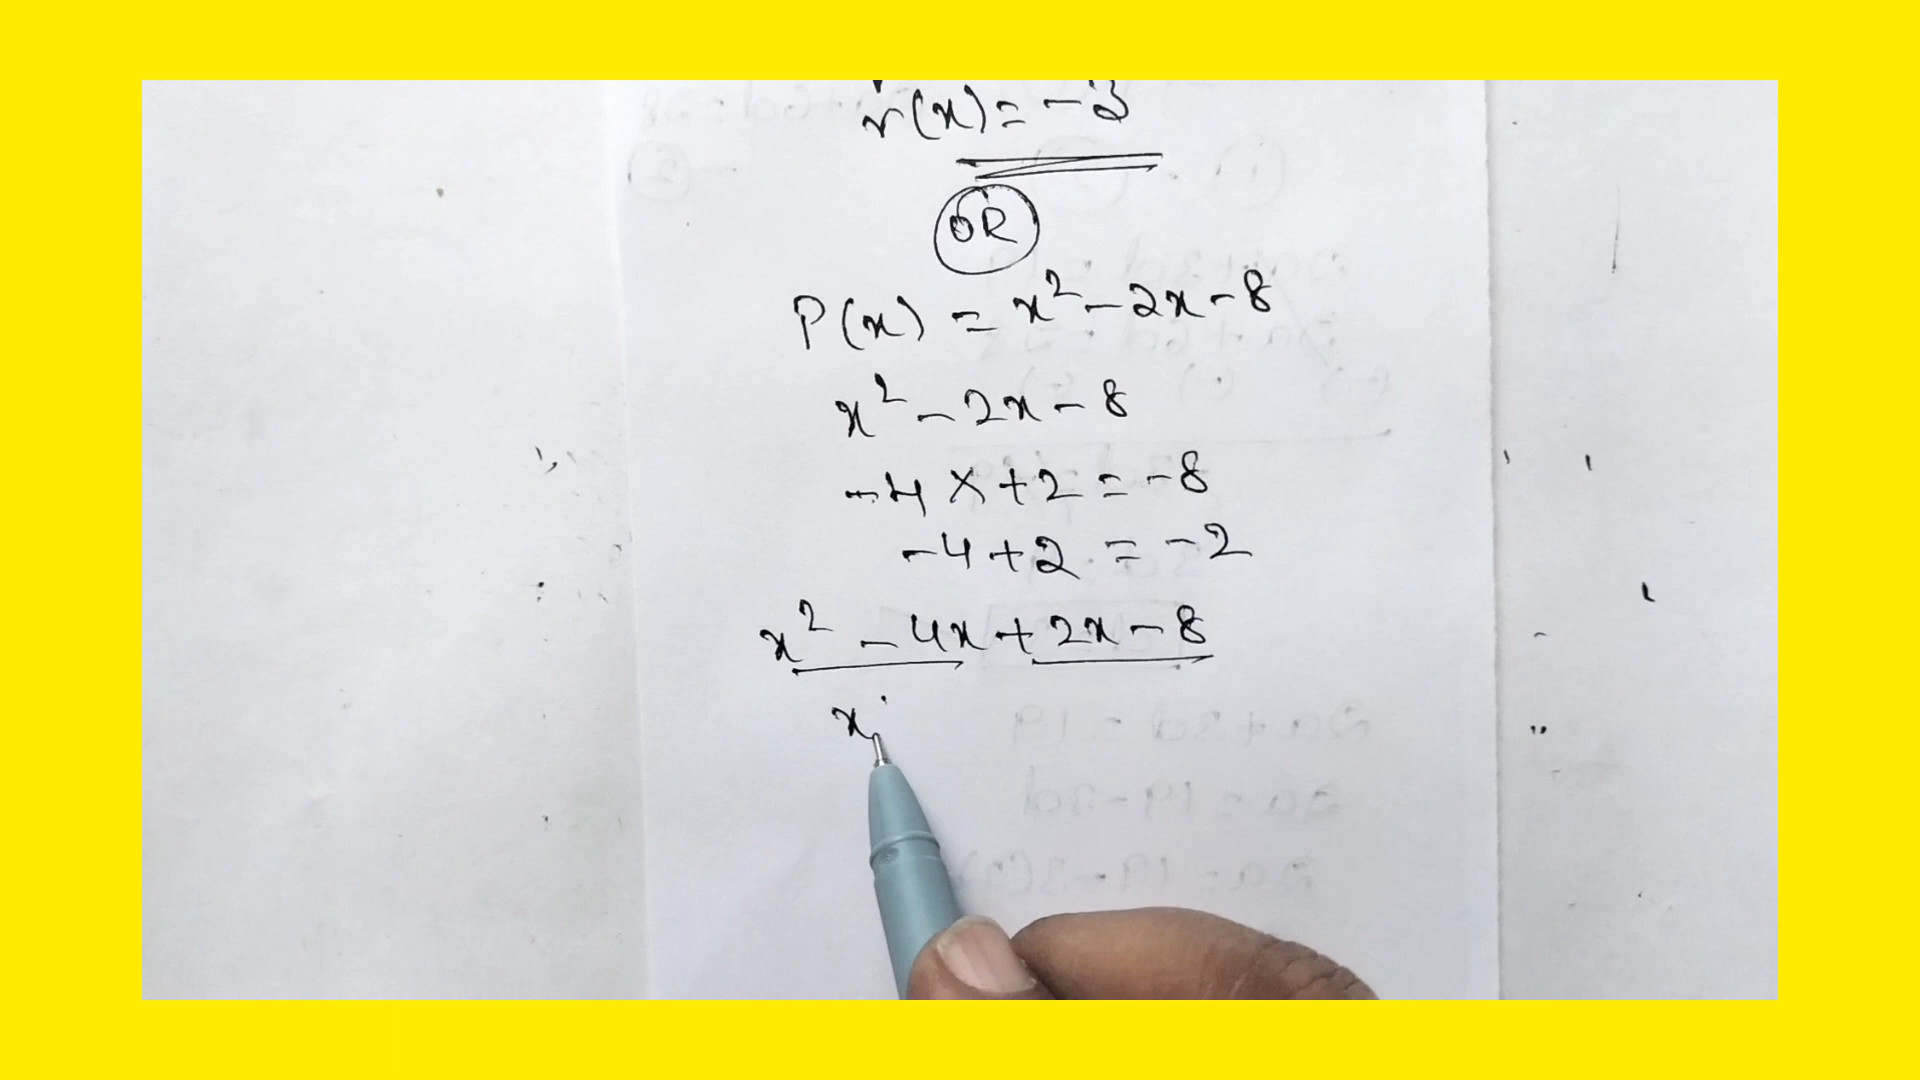 r(x) = -3
OR
P(x) = x² - 2x - 8
x² - 2x - 8
-4 × +2 = -8
-4 + 2 = -2
x² - 4x + 2x - 8
x